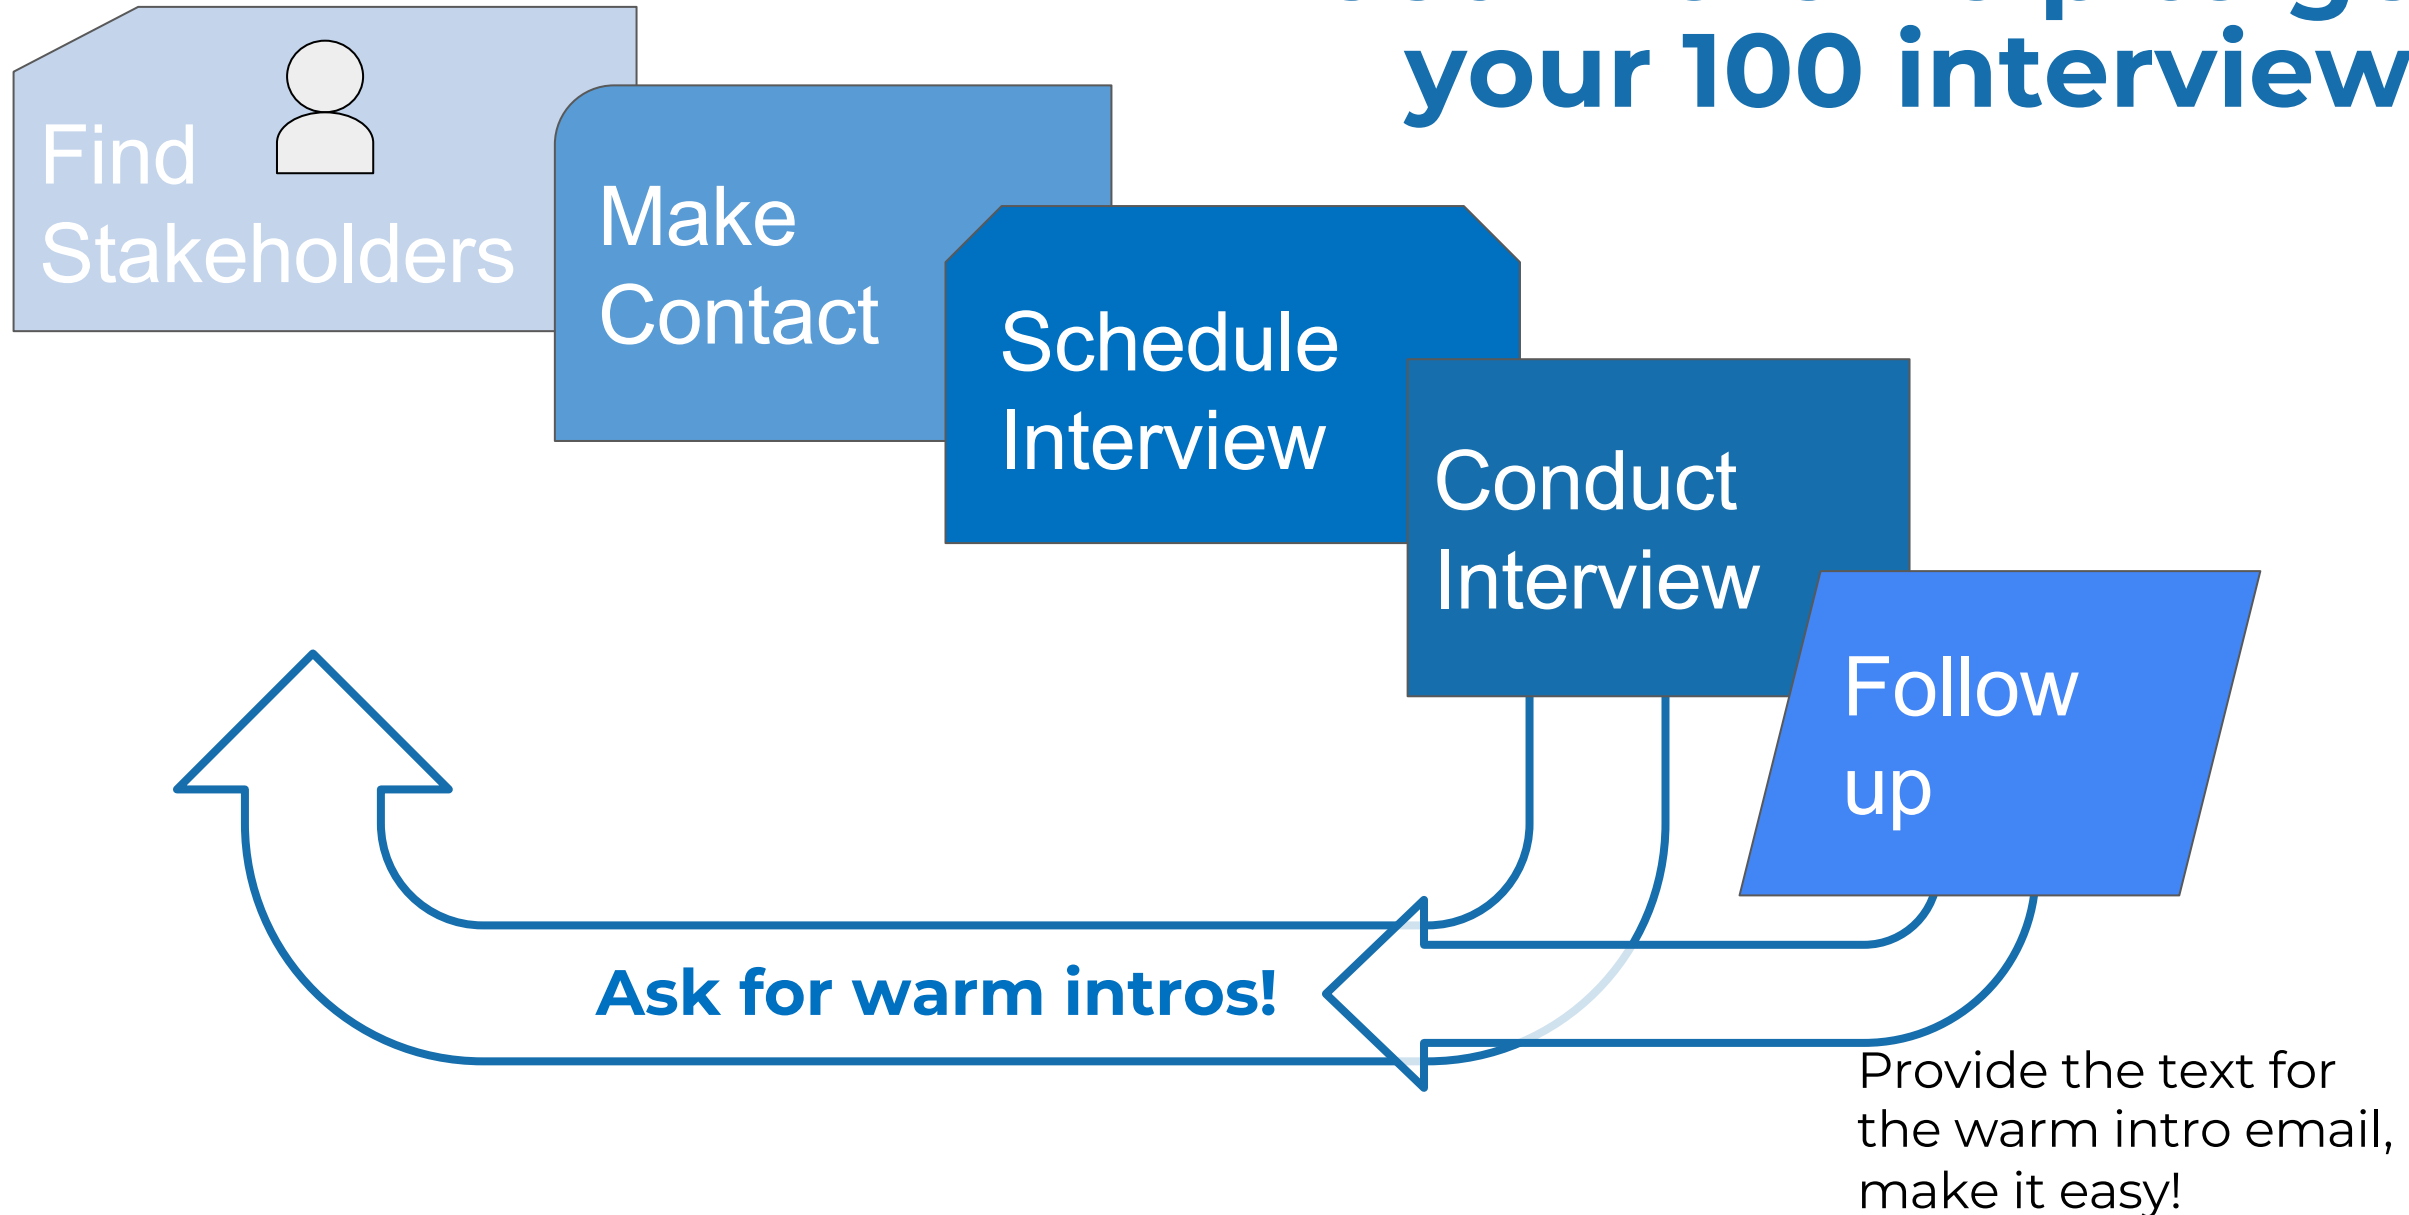 your 100 interview
Find
Stakeholders
Make
Contact
Schedule
Interview
Conduct
Interview
Follow
up
Ask for warm intros!
Provide the text for
the warm intro email,
make it easy!